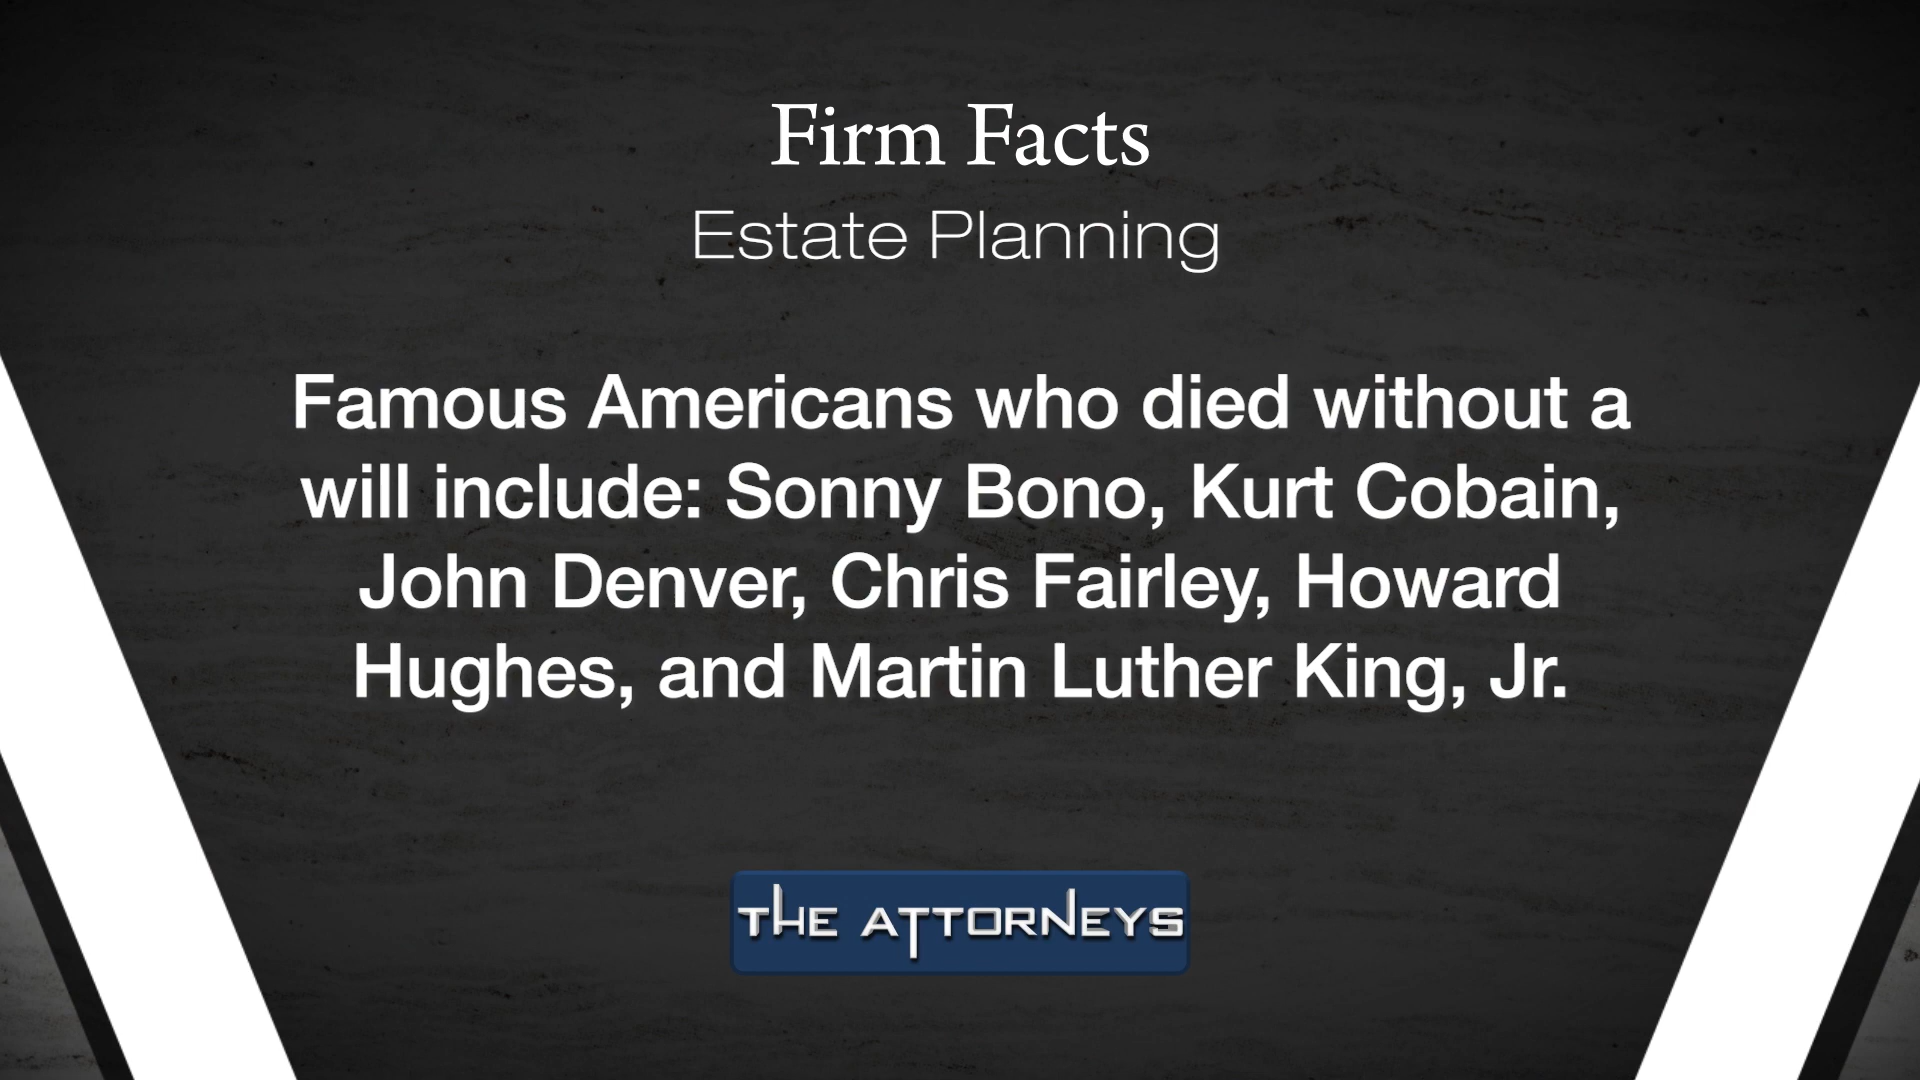 Firm Facts
Estate Planning
Famous Americans who died without a
will include: Sonny Bono, Kurt Cobain,
John Denver, Chris Fairley, Howard
Hughes, and Martin Luther King, Jr.
THE ATTORNEYS